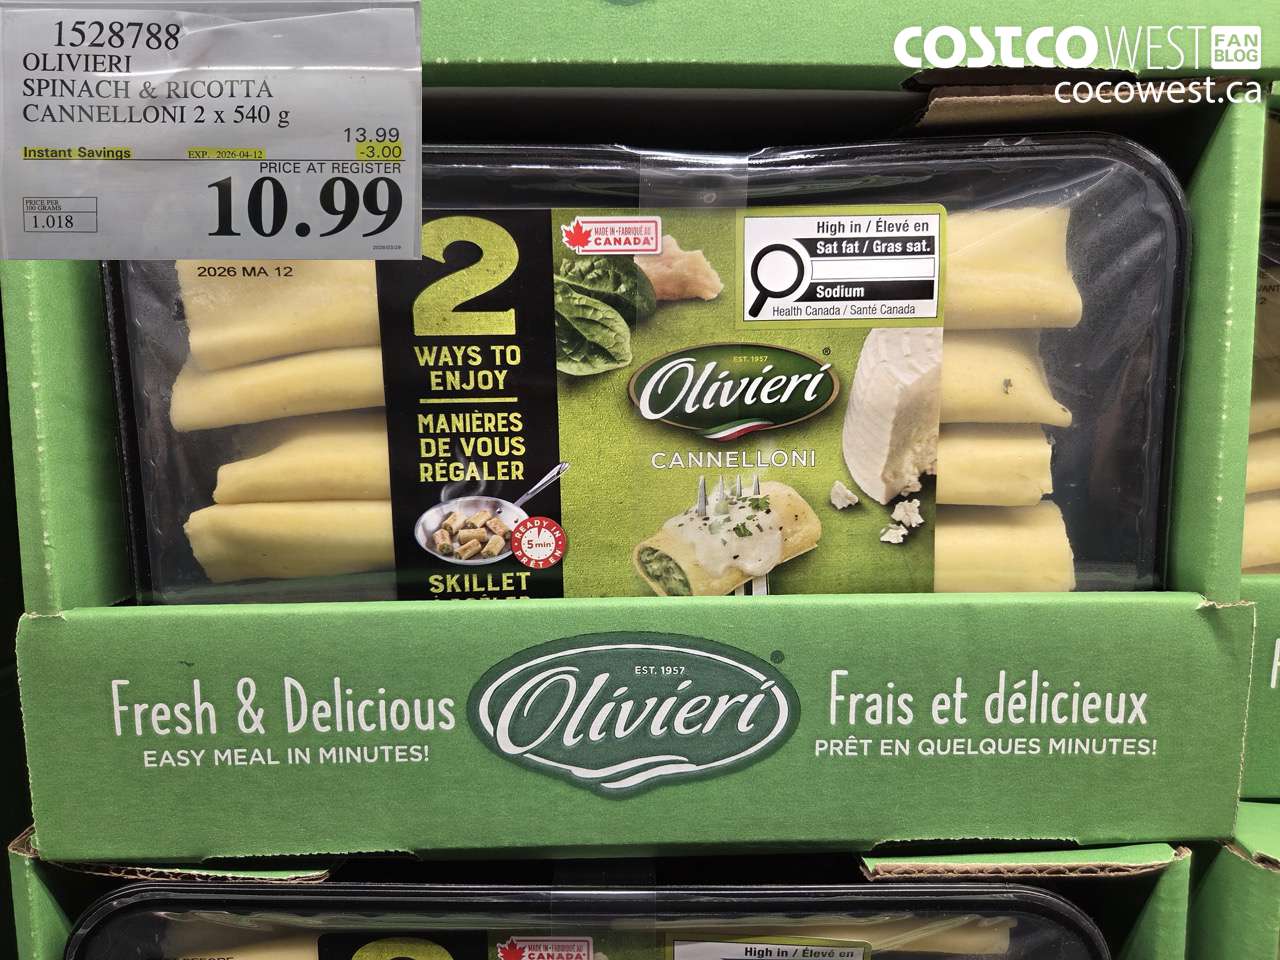 1528788
OLIVIERI
SPINACH & RICOTTA
CANNELLONI 2 x 540 g
13.99
Instant Savings EXP. 2026-04-12 -3.00
PRICE AT REGISTER
10.99
PRICE PER
100 GRAMS
1.018
COSTCO WEST FAN BLOG
cocowest.ca
2026 MA 12
2
WAYS TO
ENJOY
MANIÈRES
DE VOUS
RÉGALER
READY IN
5 min
PRÊT EN
SKILLET
MADE IN • FABRIQUÉ AU
CANADA
High in / Élevé en
Sat fat / Gras sat.
Sodium
Health Canada / Santé Canada
EST. 1957
Olivieri®
CANNELLONI
Fresh & Delicious
EASY MEAL IN MINUTES!
EST. 1957
Olivieri®
Frais et délicieux
PRÊT EN QUELQUES MINUTES!
MADE IN • FABRIQUÉ AU
CANADA
High in / Élevé en